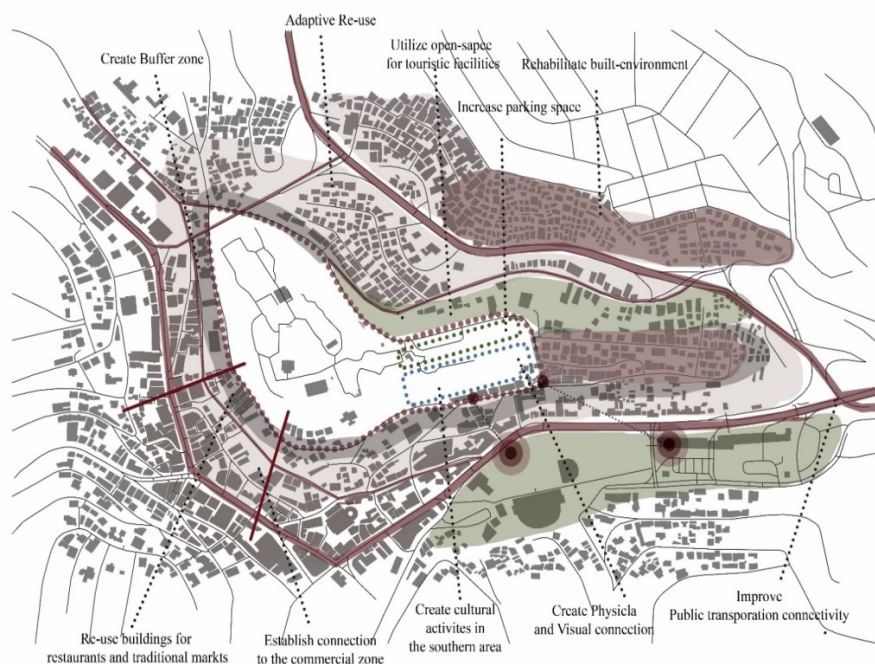 Adaptive Re-use
Create Buffer zone
Utilize open-sapce
for touristic facilities
Rehabilitate built-environment
Increase parking space
Re-use buildings for
restaurants and traditional markts
Establish connection
to the commercial zone
Create cultural
activites in
the southern area
Create Physicla
and Visual connection
Improve
Public transporation connectivity